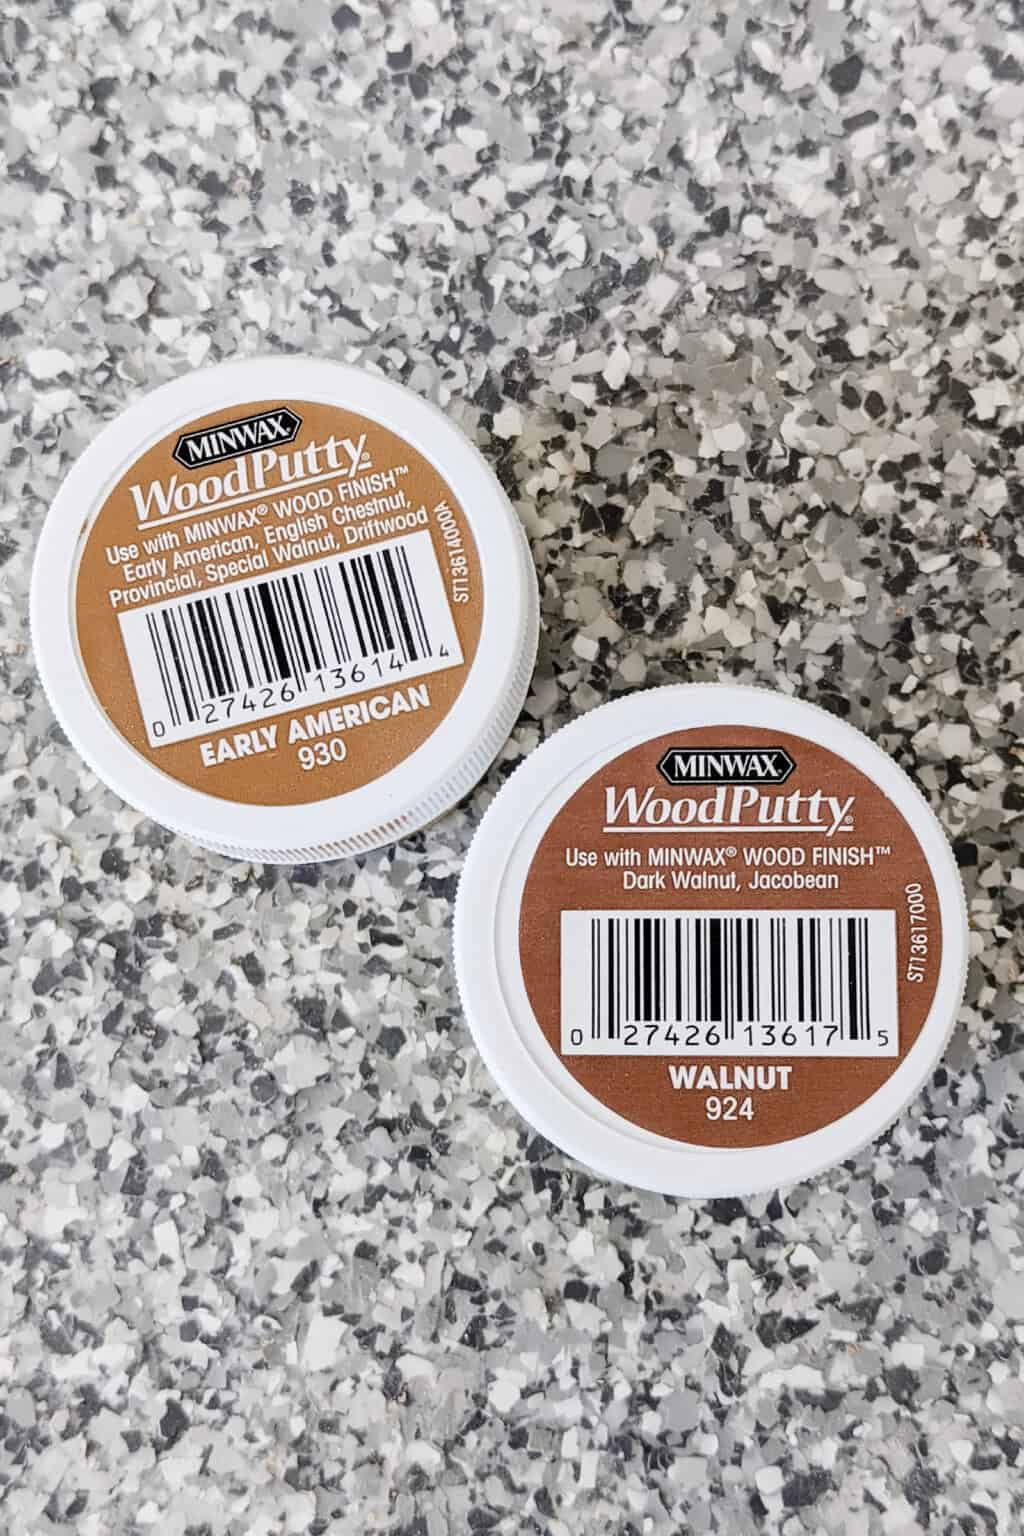 MINWAX®
WoodPutty®
Use with MINWAX® WOOD FINISH™
Early American, English Chestnut,
Provincial, Special Walnut, Driftwood
ST13614000A
0 27426 13614 4
EARLY AMERICAN
930
MINWAX®
WoodPutty®
Use with MINWAX® WOOD FINISH™
Dark Walnut, Jacobean
ST13617000
0 27426 13617 5
WALNUT
924